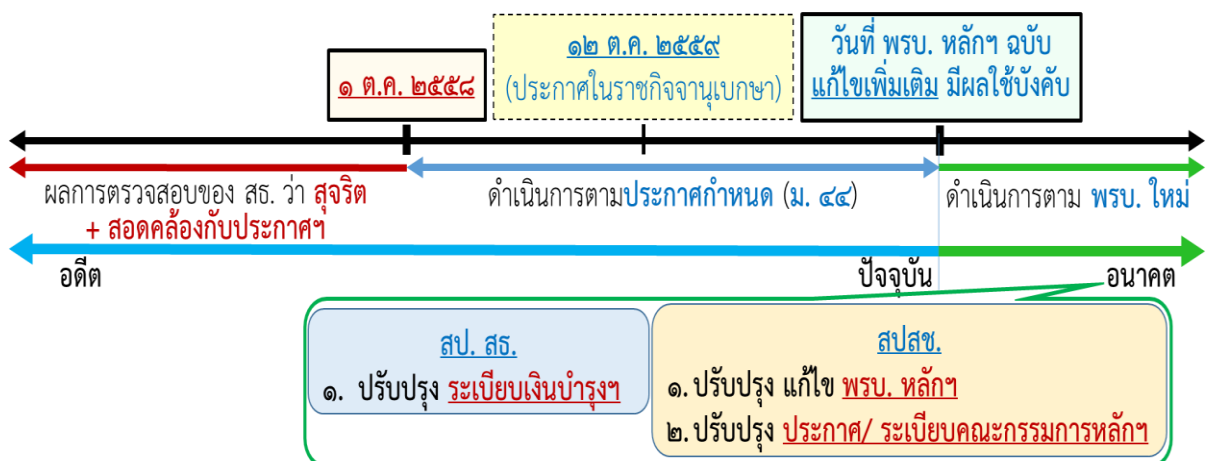 ๑ ต.ค. ๒๕๕๘
๑๒ ต.ค. ๒๕๕๙
(ประกาศในราชกิจจานุเบกษา)
วันที่ พรบ. หลักฯ ฉบับ
แก้ไขเพิ่มเติม มีผลใช้บังคับ
ผลการตรวจสอบของ สธ. ว่า สุจริต
+ สอดคล้องกับประกาศฯ
ดำเนินการตามประกาศกำหนด (ม. ๔๔)
ดำเนินการตาม พรบ. ใหม่
อดีต
ปัจจุบัน
อนาคต
สป. สธ.
๑. ปรับปรุง ระเบียบเงินบำรุงฯ
สปสช.
๑. ปรับปรุง แก้ไข พรบ. หลักฯ
๒. ปรับปรุง ประกาศ/ ระเบียบคณะกรรมการหลักฯ